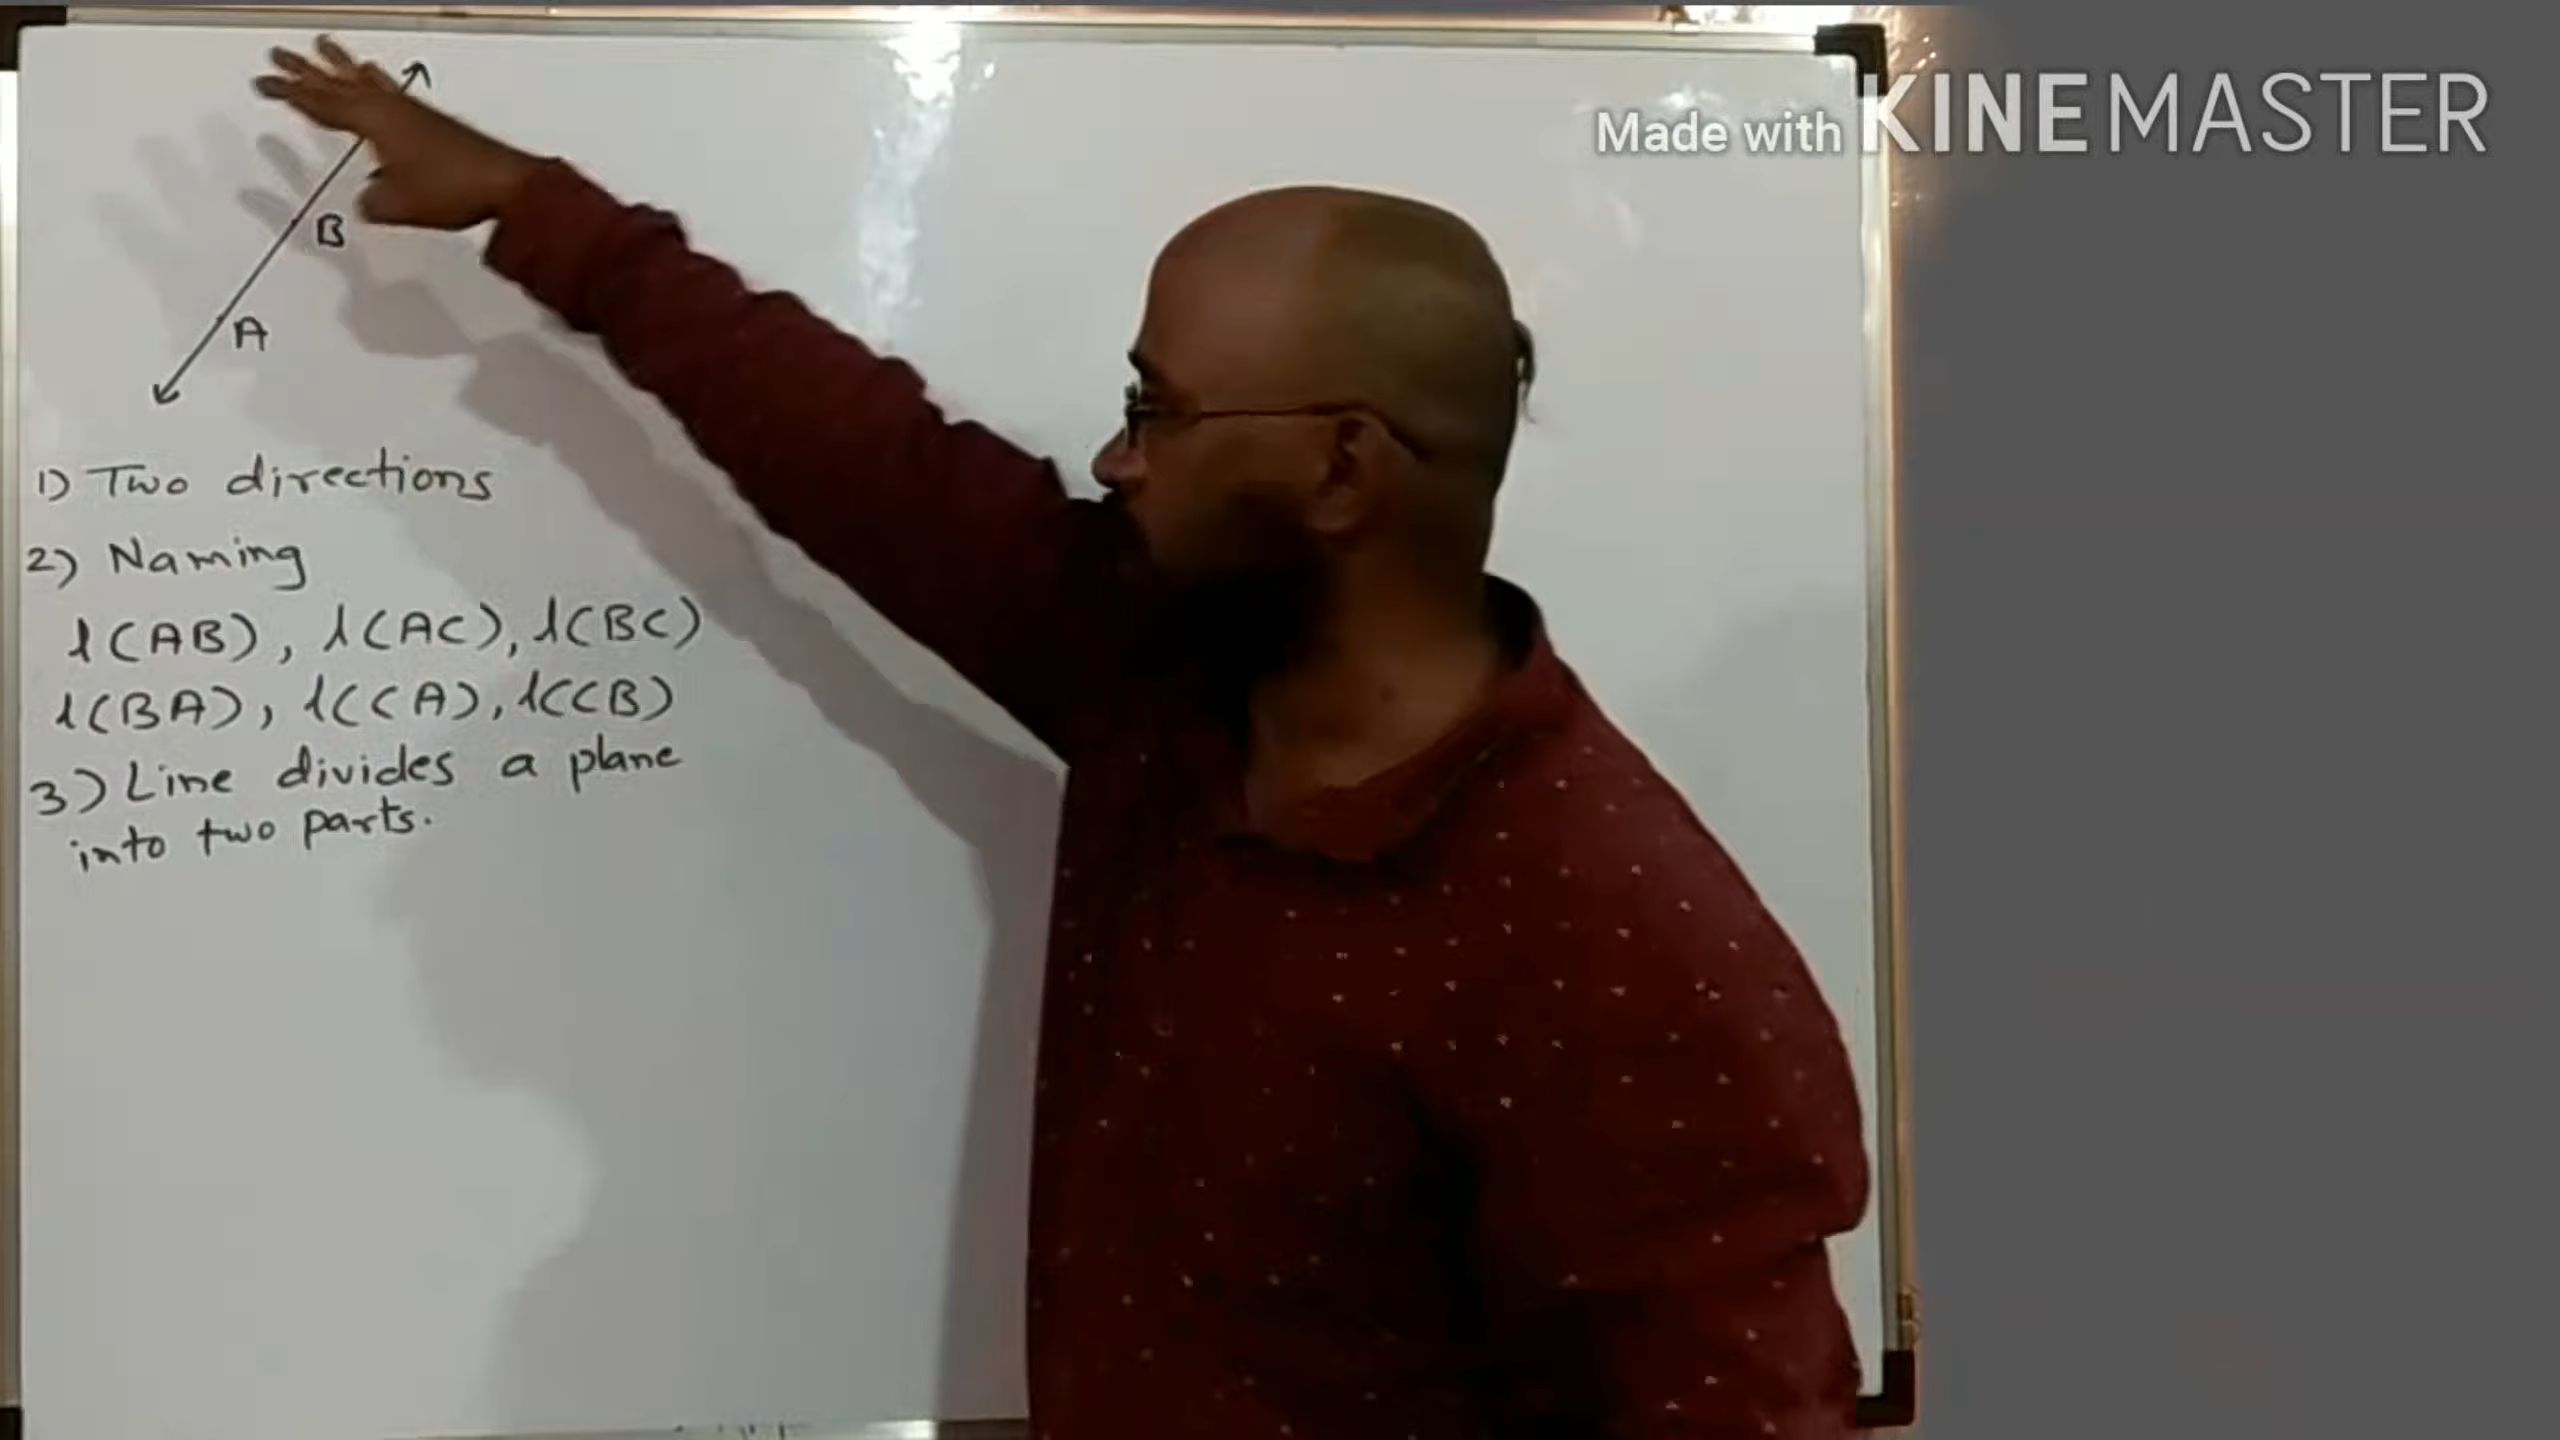 Made with KINEMASTER
B
A
1) Two directions
2) Naming
l(AB), l(AC), l(BC)
l(BA), l(CA), l(CB)
3) Line divides a plane
into two parts.